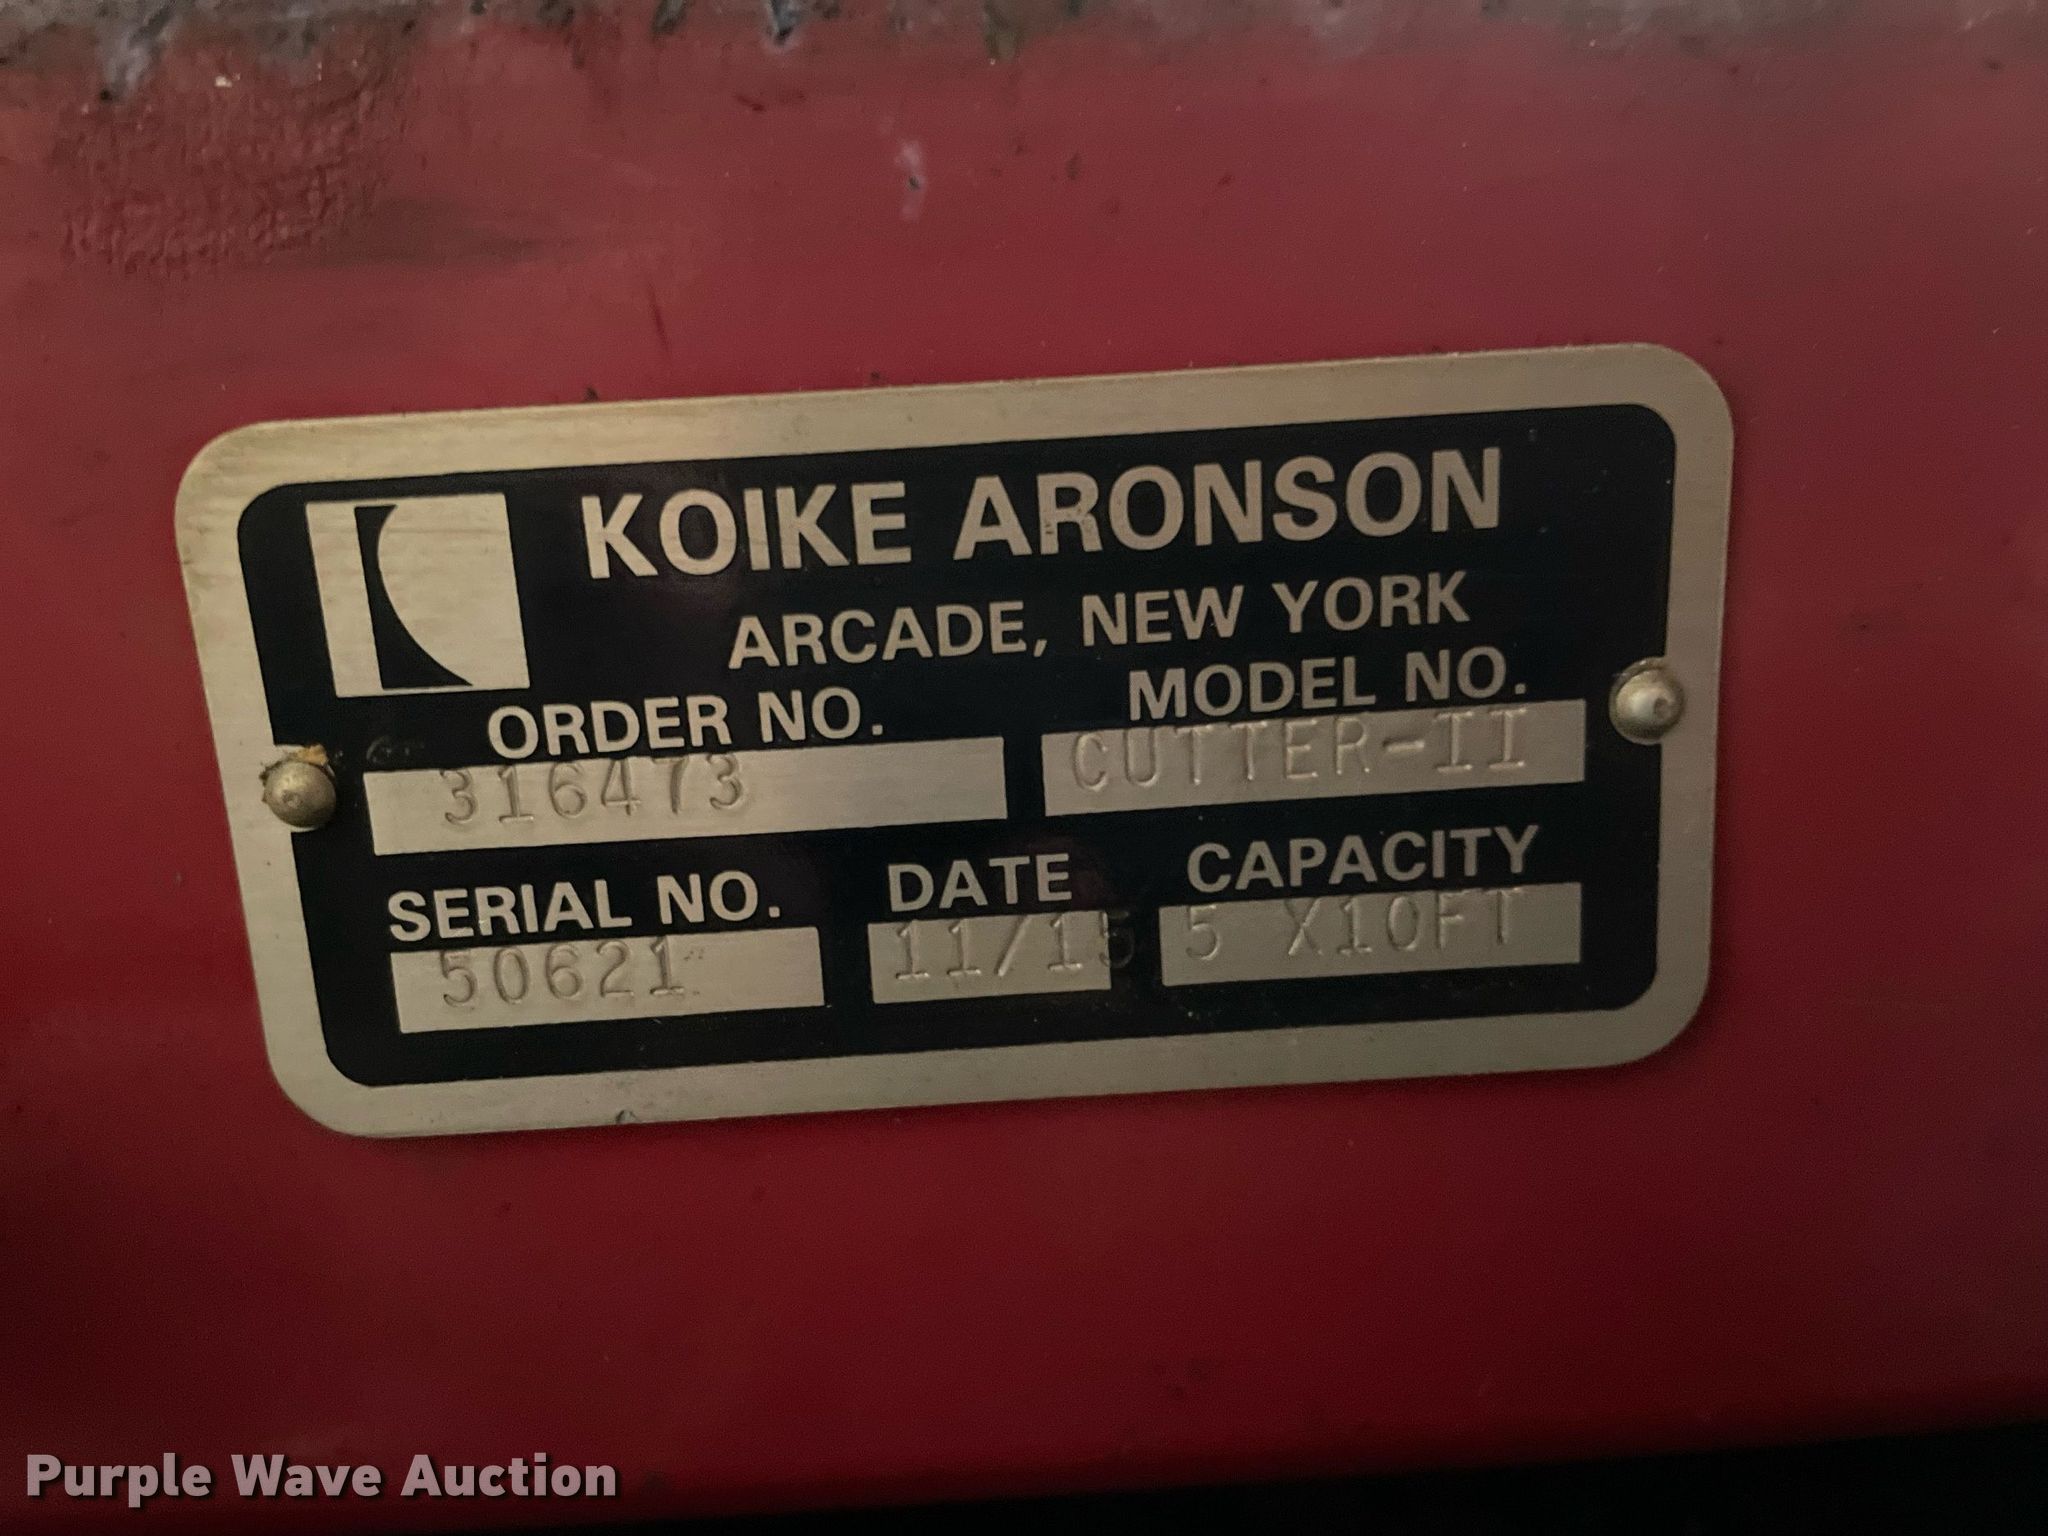 KOIKE ARONSON
ARCADE, NEW YORK
ORDER NO. MODEL NO.
316473 CUTTER-II
SERIAL NO. DATE CAPACITY
50621 11/15 5 X10FT
Purple Wave Auction